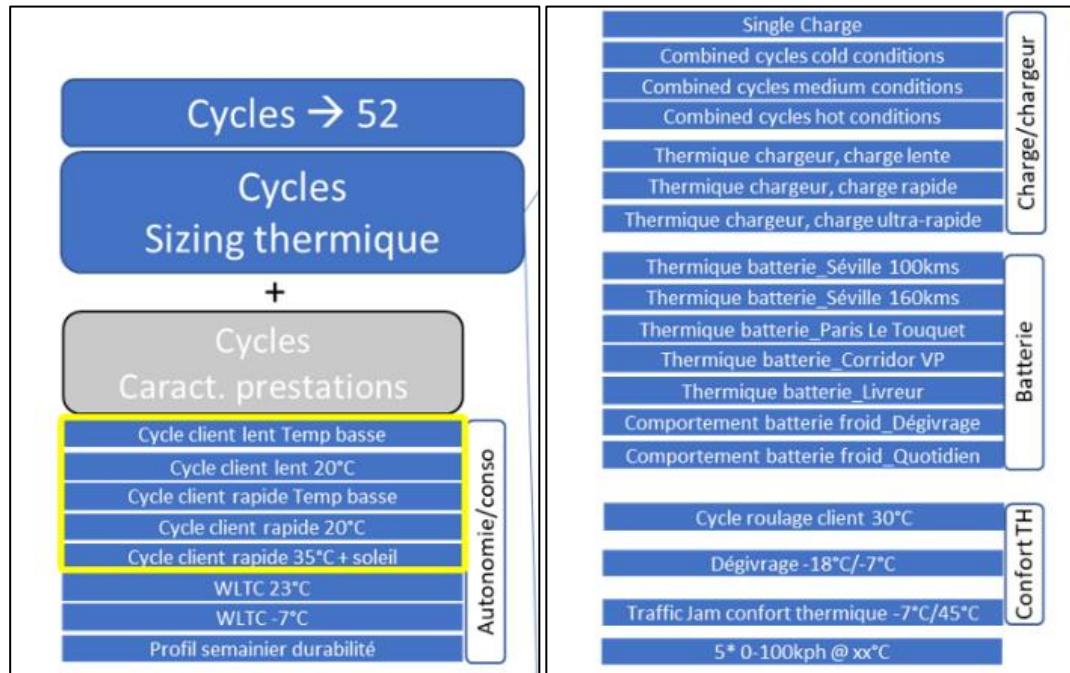 Cycles → 52
Cycles
Sizing thermique
+
Cycles
Caract. prestations
Cycle client lent Temp basse
Cycle client lent 20°C
Cycle client rapide Temp basse
Cycle client rapide 20°C
Cycle client rapide 35°C + soleil
WLTC 23°C
WLTC -7°C
Profil semainier durabilité
Autonomie/conso
Single Charge
Combined cycles cold conditions
Combined cycles medium conditions
Combined cycles hot conditions
Thermique chargeur, charge lente
Thermique chargeur, charge rapide
Thermique chargeur, charge ultra-rapide
Charge/chargeur
Thermique batterie_Séville 100kms
Thermique batterie_Séville 160kms
Thermique batterie_Paris Le Touquet
Thermique batterie_Corridor VP
Thermique batterie_Livreur
Comportement batterie froid_Dégivrage
Comportement batterie froid_Quotidien
Batterie
Cycle roulage client 30°C
Dégivrage -18°C/-7°C
Traffic Jam confort thermique -7°C/45°C
Confort TH
5* 0-100kph @ xx°C